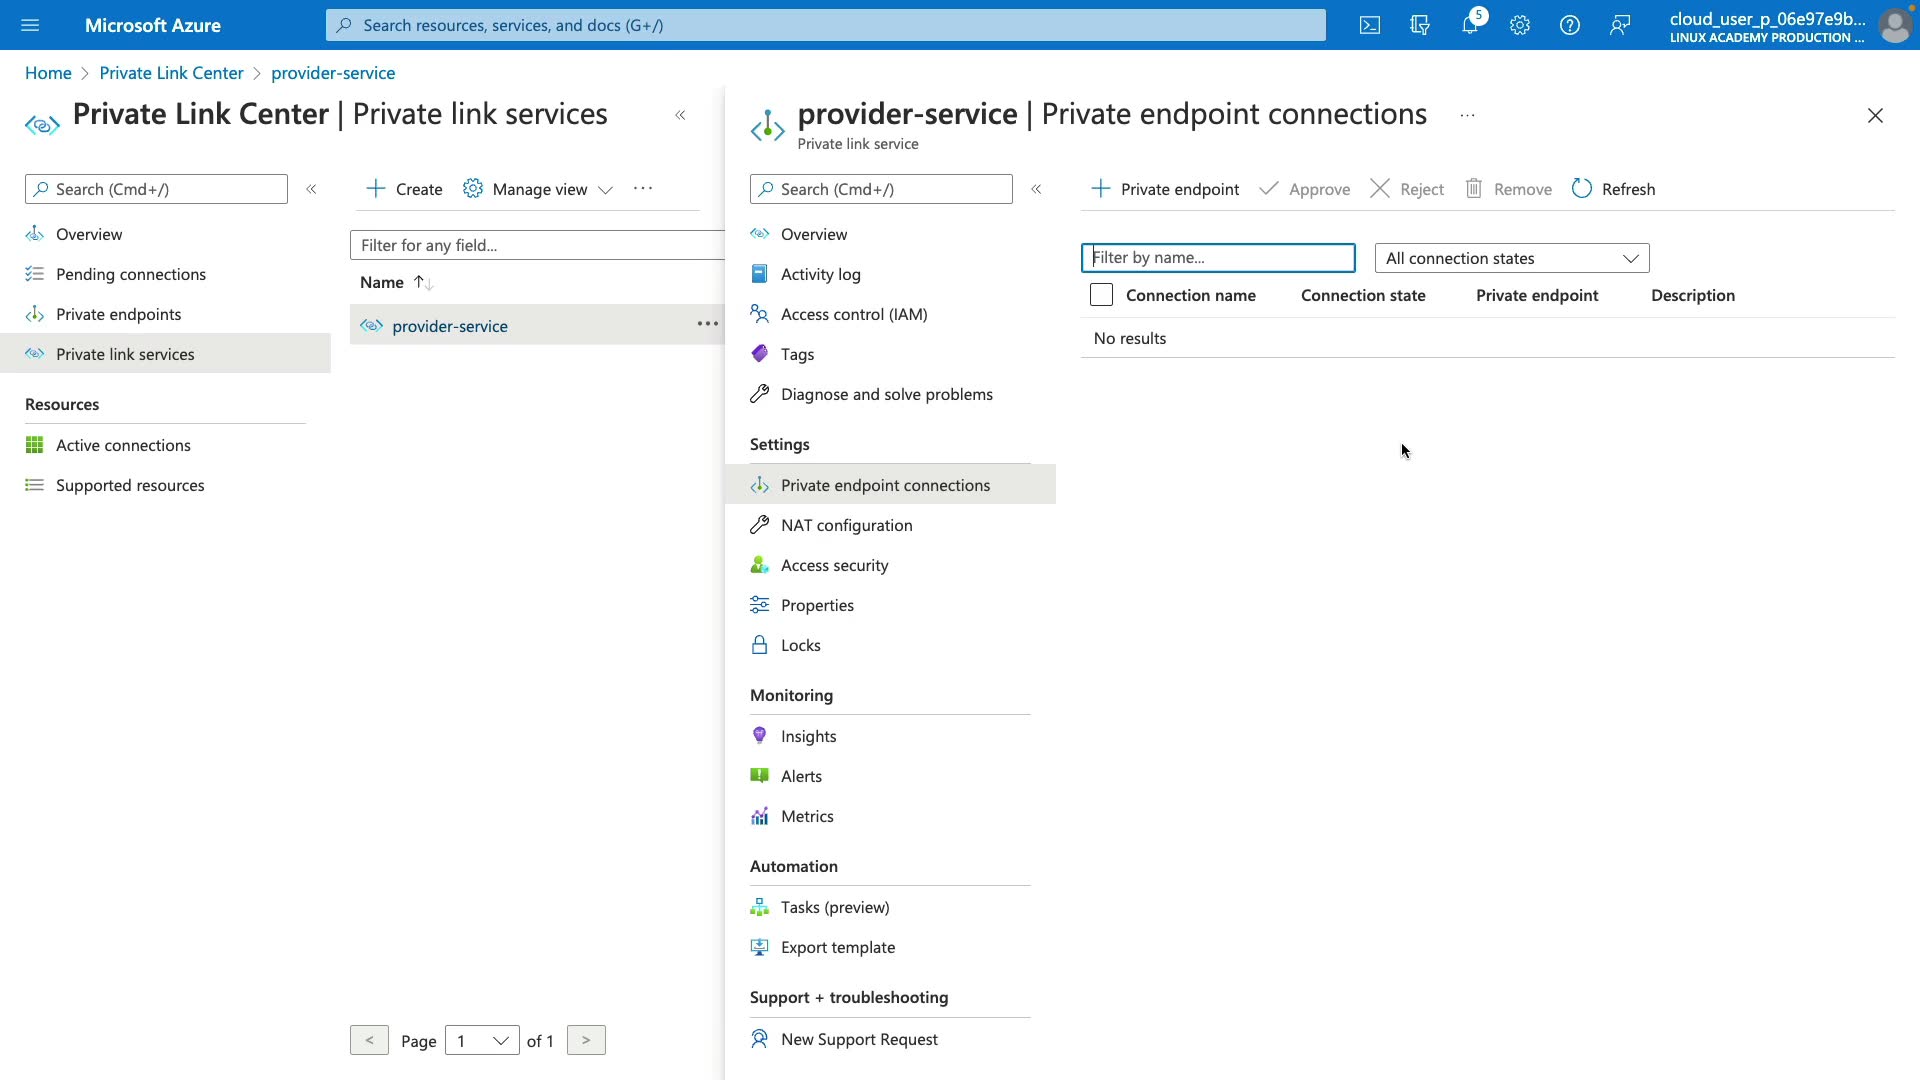 Microsoft Azure
Search resources, services, and docs (G+/)
5
cloud_user_p_06e97e9b...
LINUX ACADEMY PRODUCTION ...
Home > Private Link Center > provider-service
Private Link Center | Private link services
«
Search (Cmd+/)
«
Overview
Pending connections
Private endpoints
Private link services
Resources
Active connections
Supported resources
Create
Manage view
...
Filter for any field...
Name ↑↓
provider-service
...
< Page 1 of 1 >
provider-service | Private endpoint connections
...
Private link service
Search (Cmd+/)
«
Overview
Activity log
Access control (IAM)
Tags
Diagnose and solve problems
Settings
Private endpoint connections
NAT configuration
Access security
Properties
Locks
Monitoring
Insights
Alerts
Metrics
Automation
Tasks (preview)
Export template
Support + troubleshooting
New Support Request
Private endpoint
Approve
Reject
Remove
Refresh
Filter by name...
All connection states
Connection name
Connection state
Private endpoint
Description
No results